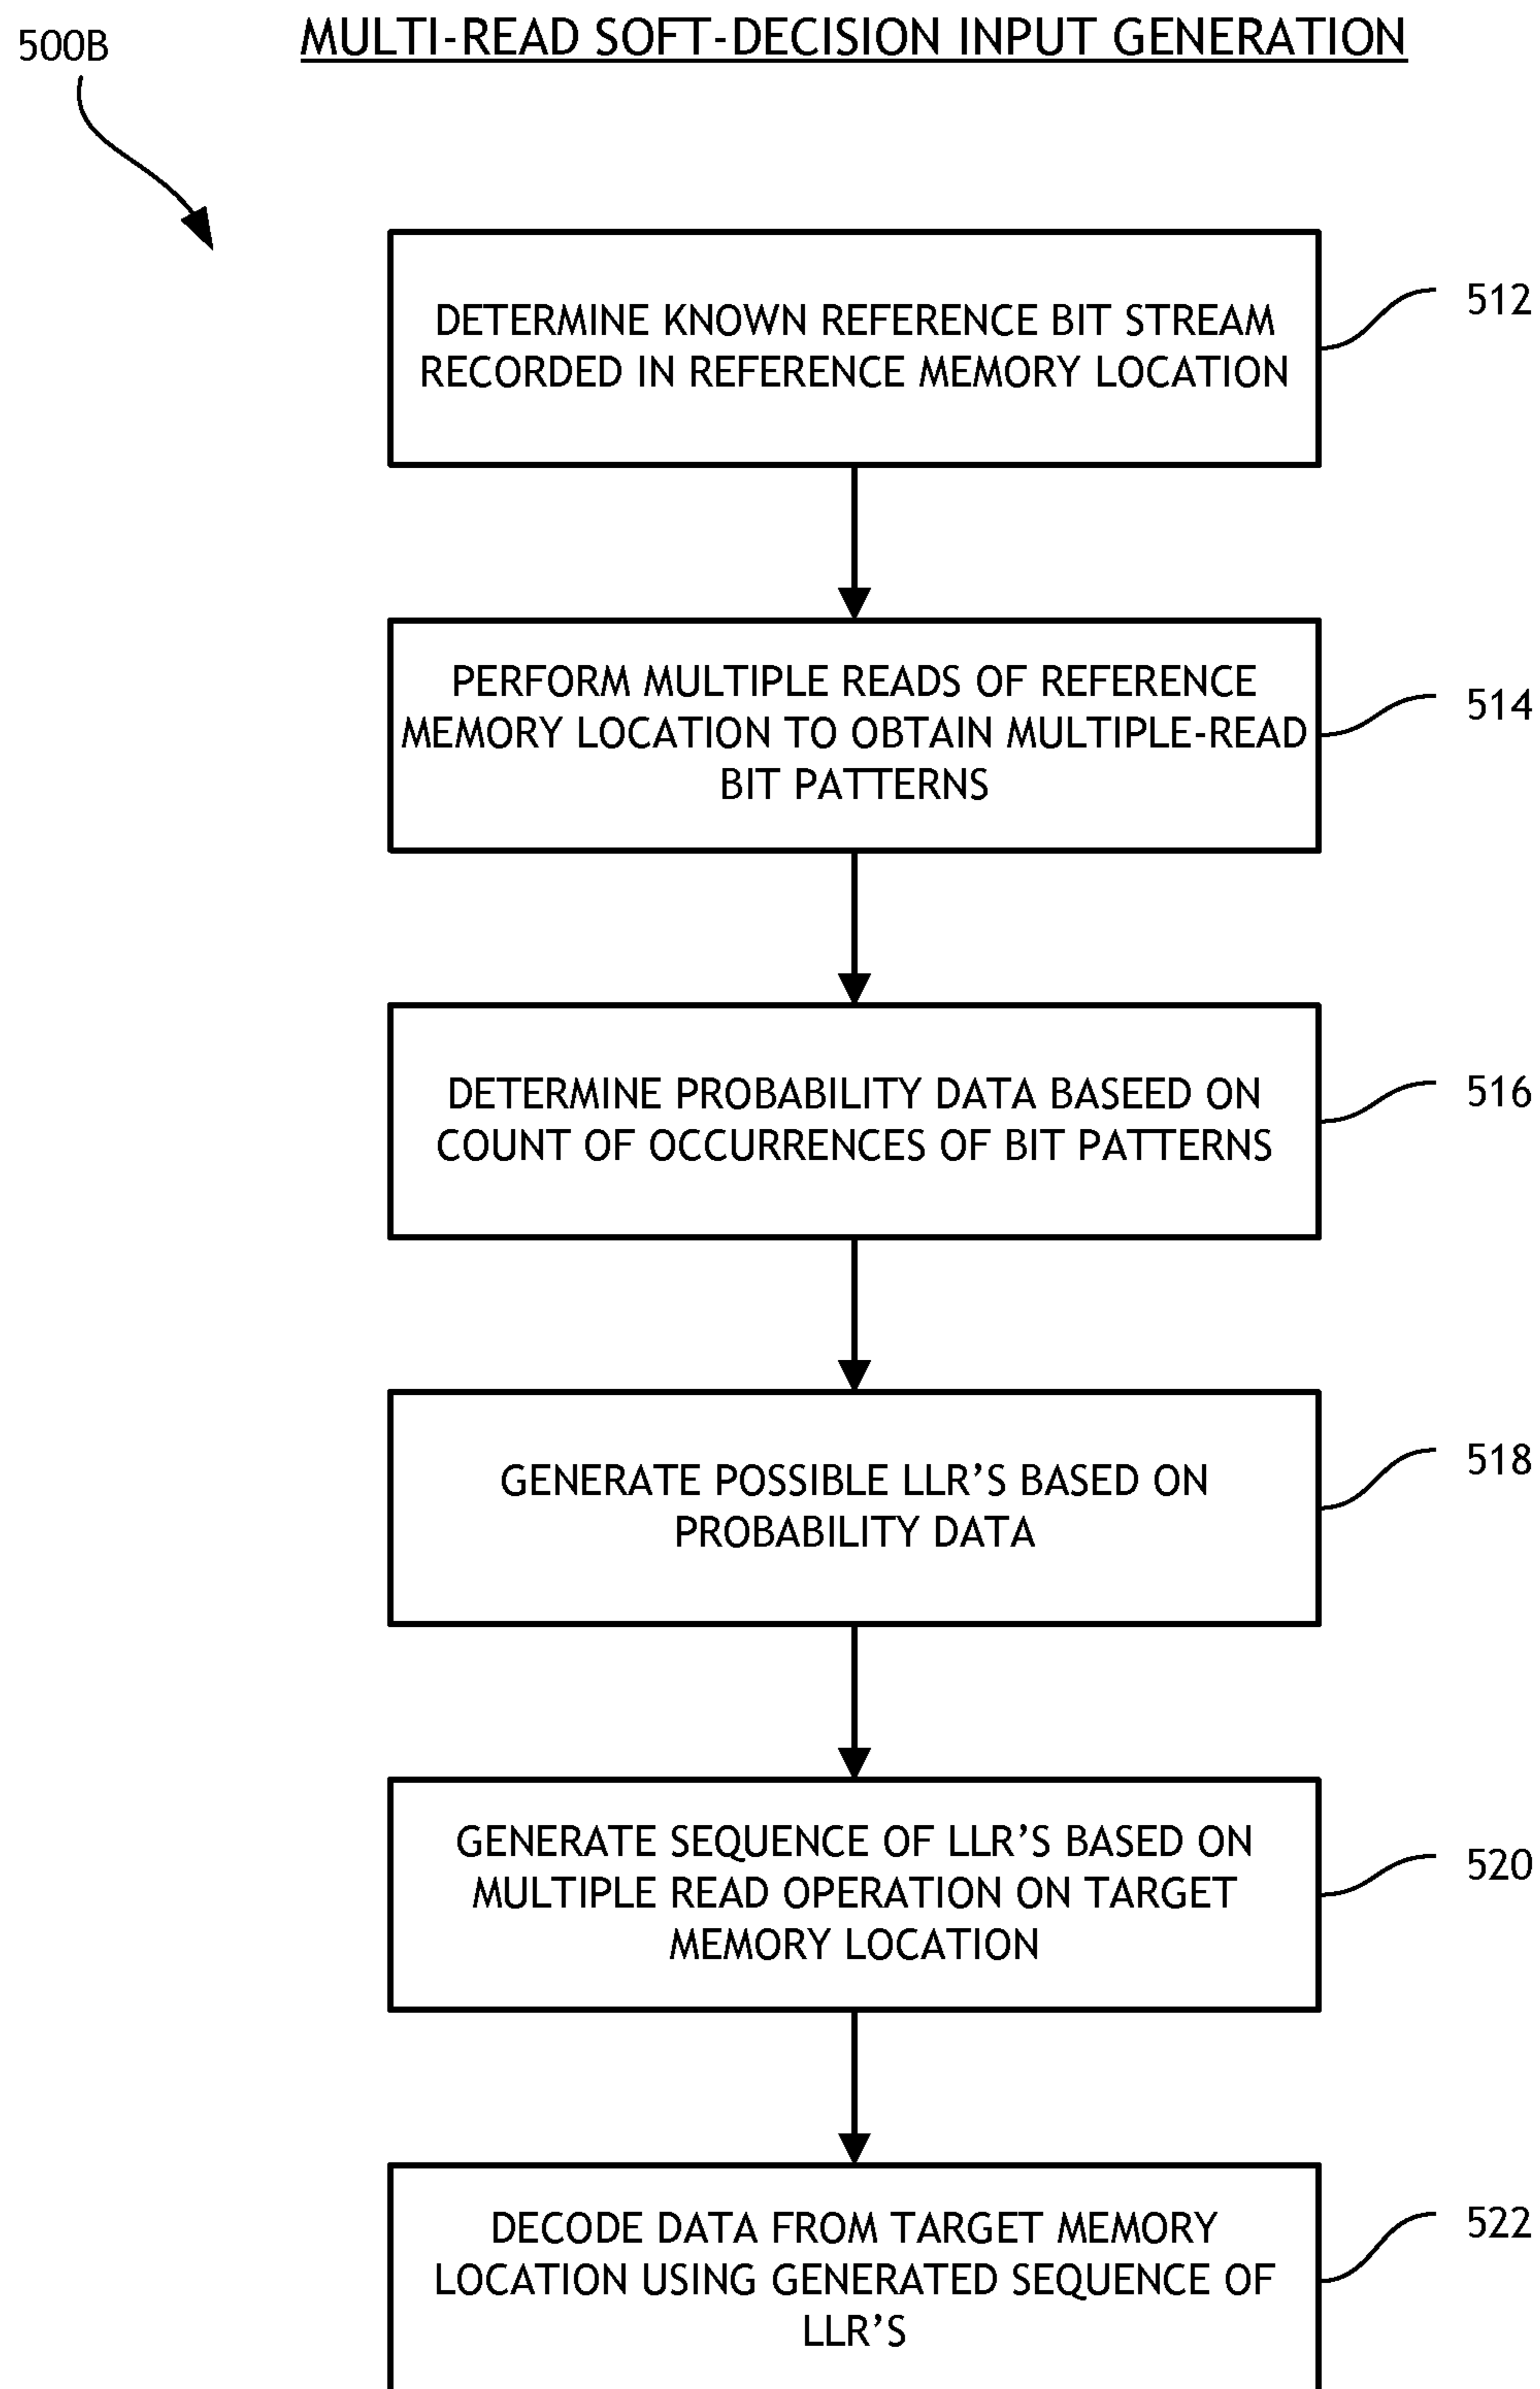 500B
MULTI-READ SOFT-DECISION INPUT GENERATION
DETERMINE KNOWN REFERENCE BIT STREAM
RECORDED IN REFERENCE MEMORY LOCATION
512
PERFORM MULTIPLE READS OF REFERENCE
MEMORY LOCATION TO OBTAIN MULTIPLE-READ
BIT PATTERNS
514
DETERMINE PROBABILITY DATA BASEED ON
COUNT OF OCCURRENCES OF BIT PATTERNS
516
GENERATE POSSIBLE LLR'S BASED ON
PROBABILITY DATA
518
GENERATE SEQUENCE OF LLR'S BASED ON
MULTIPLE READ OPERATION ON TARGET
MEMORY LOCATION
520
DECODE DATA FROM TARGET MEMORY
LOCATION USING GENERATED SEQUENCE OF
LLR'S
522